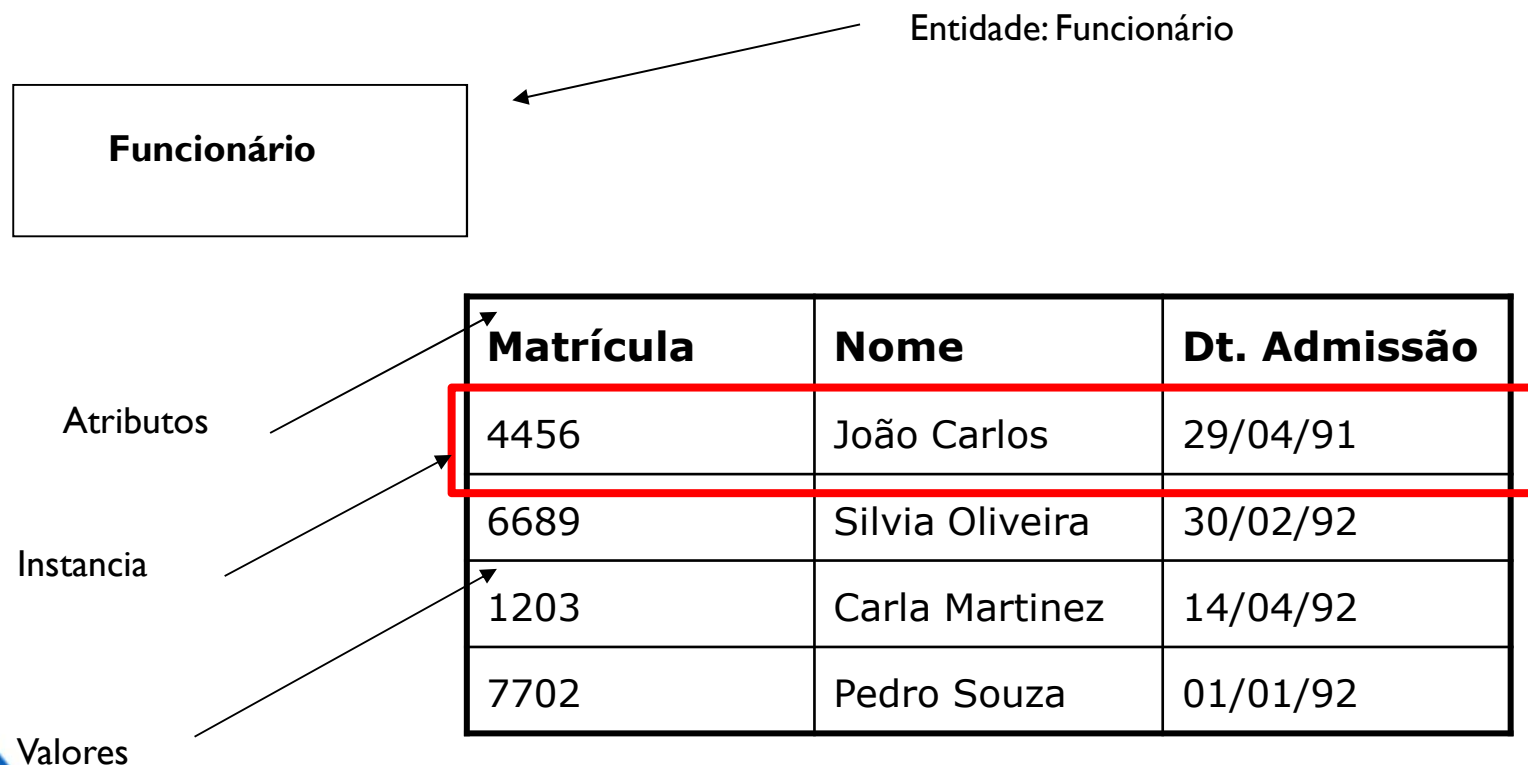 Entidade: Funcionário
Funcionário
Matrícula Nome Dt. Admissão
Atributos
4456 João Carlos 29/04/91
6689 Silvia Oliveira 30/02/92
Instancia
1203 Carla Martinez 14/04/92
7702 Pedro Souza 01/01/92
Valores